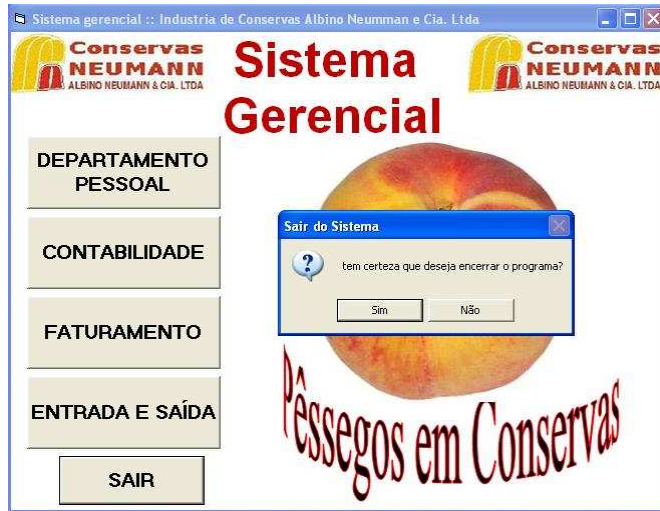 Sistema gerencial :: Industria de Conservas Albino Neumman e Cia. Ltda
Conservas
NEUMANN
ALBINO NEUMANN & CIA. LTDA
Sistema
Gerencial
Conservas
NEUMANN
ALBINO NEUMANN & CIA. LTDA
DEPARTAMENTO
PESSOAL
CONTABILIDADE
FATURAMENTO
ENTRADA E SAÍDA
SAIR
Sair do Sistema
tem certeza que deseja encerrar o programa?
Sim
Não
Pêssegos em Conservas